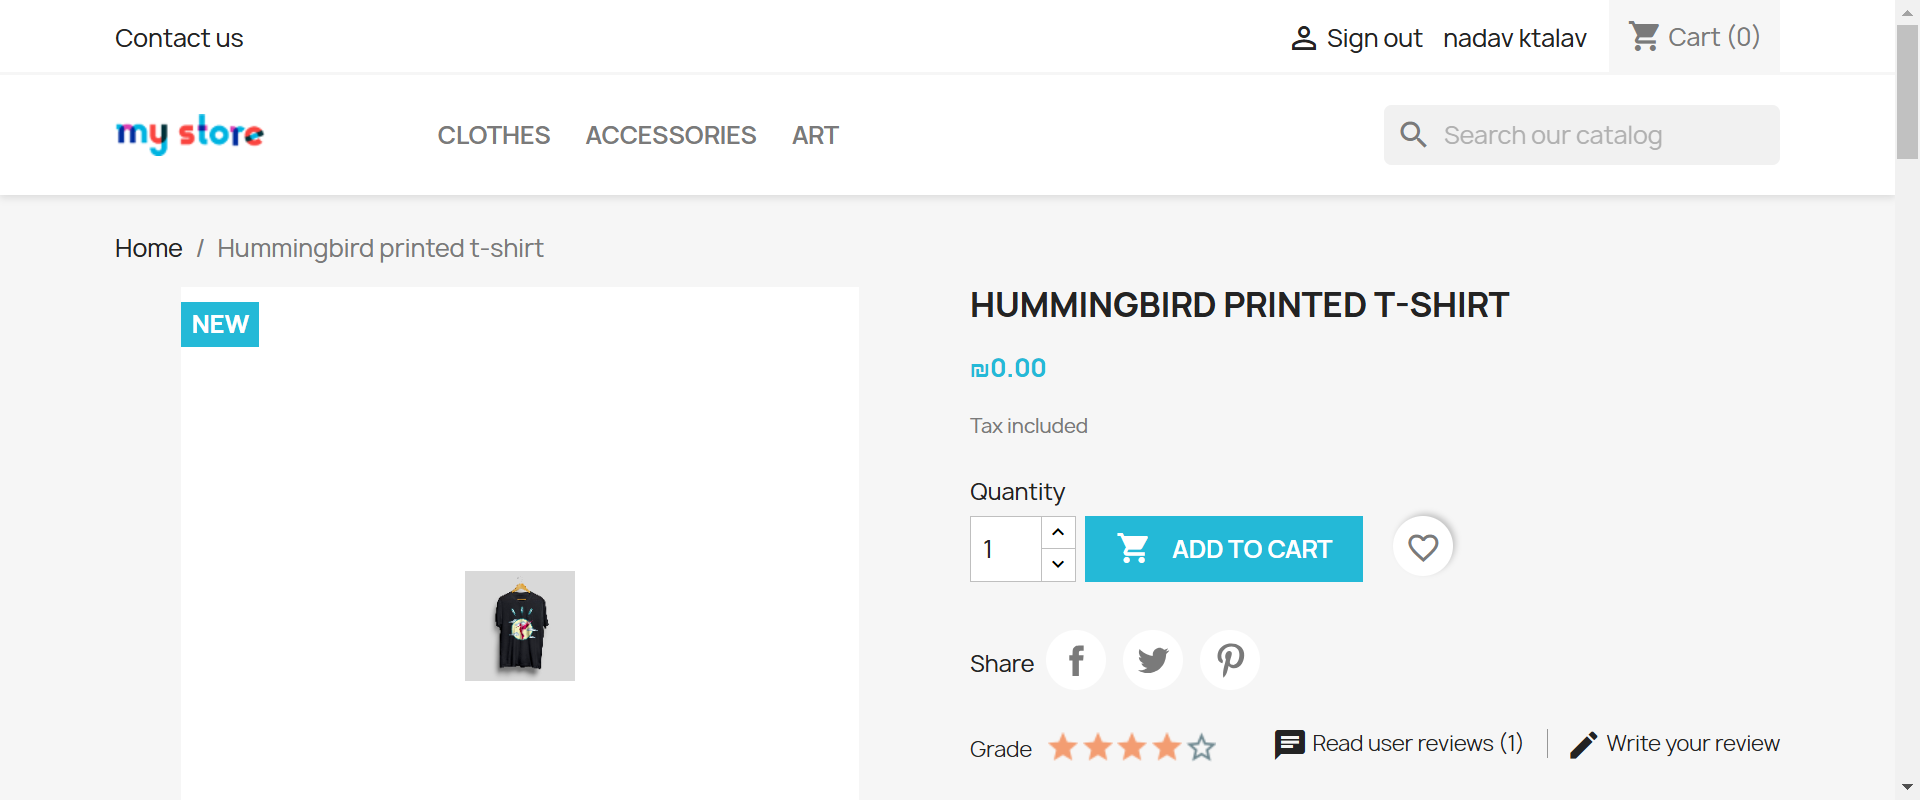 Contact us
Sign out nadav ktalav Cart (0)
my store CLOTHES ACCESSORIES ART Search our catalog
Home / Hummingbird printed t-shirt
NEW
HUMMINGBIRD PRINTED T-SHIRT
₪0.00
Tax included
Quantity
1 ADD TO CART
Share
Grade Read user reviews (1) Write your review